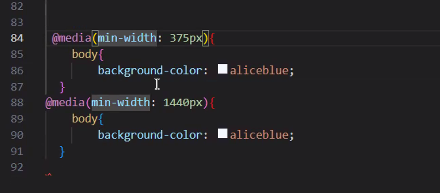 82
83
84 @media(min-width: 375px){
85 body{
86 background-color: aliceblue;
87 }
88 @media(min-width: 1440px){
89 body{
90 background-color: aliceblue;
91 }
92